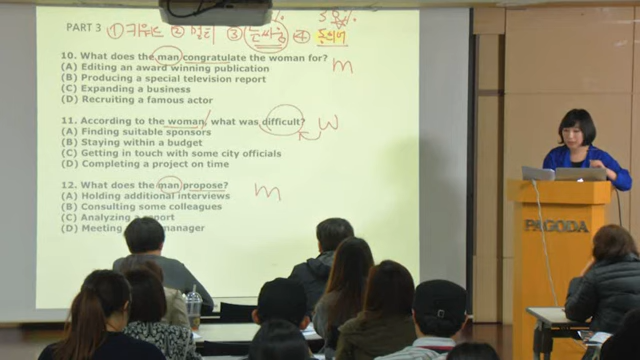 PART 3 ① 키워드 ② 멀티 ③ ④ 동의어
10. What does the man congratulate the woman for? m
(A) Editing an award winning publication
(B) Producing a special television report
(C) Expanding a business
(D) Recruiting a famous actor
11. According to the woman, what was difficult? W
(A) Finding suitable sponsors
(B) Staying within a budget
(C) Getting in touch with some city officials
(D) Completing a project on time
12. What does the man propose? m
(A) Holding additional interviews
(B) Consulting some colleagues
(C) Analyzing a report
(D) Meeting manager
PAGODA